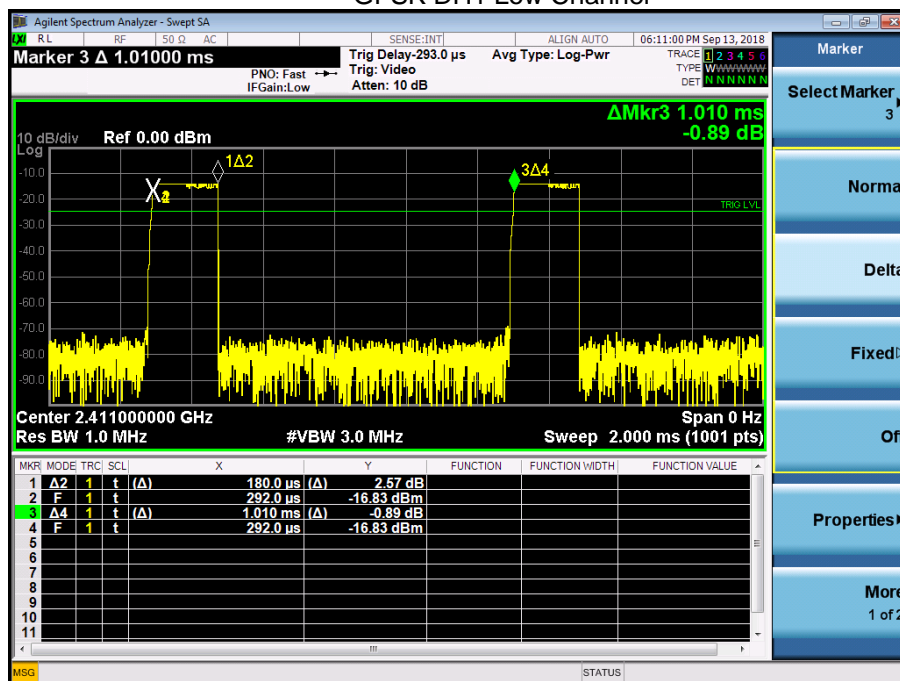 Agilent Spectrum Analyzer - Swept SA
LXI RL RF 50 Ω AC SENSE:INT ALIGN AUTO 06:11:00 PM Sep 13, 2018
Marker 3 Δ 1.01000 ms
PNO: Fast
IFGain:Low
Trig Delay-293.0 µs
Trig: Video
Atten: 10 dB
Avg Type: Log-Pwr
TRACE 1 2 3 4 5 6
TYPE WWWWWW
DET N N N N N N
ΔMkr3 1.010 ms
-0.89 dB
10 dB/div Ref 0.00 dBm
Log
1Δ2
3Δ4
-10.0
-20.0
TRIG LVL
-30.0
-40.0
-50.0
-60.0
-70.0
-80.0
-90.0
Center 2.411000000 GHz Span 0 Hz
Res BW 1.0 MHz #VBW 3.0 MHz Sweep 2.000 ms (1001 pts)
MKR MODE TRC SCL X Y FUNCTION FUNCTION WIDTH FUNCTION VALUE
1 Δ2 1 t (Δ) 180.0 µs (Δ) 2.57 dB
2 F 1 t 292.0 µs -16.83 dBm
3 Δ4 1 t (Δ) 1.010 ms (Δ) -0.89 dB
4 F 1 t 292.0 µs -16.83 dBm
5
6
7
8
9
10
11
MSG STATUS
Marker
Select Marker
3
Norma
Delta
Fixed
Of
Properties
More
1 of 2